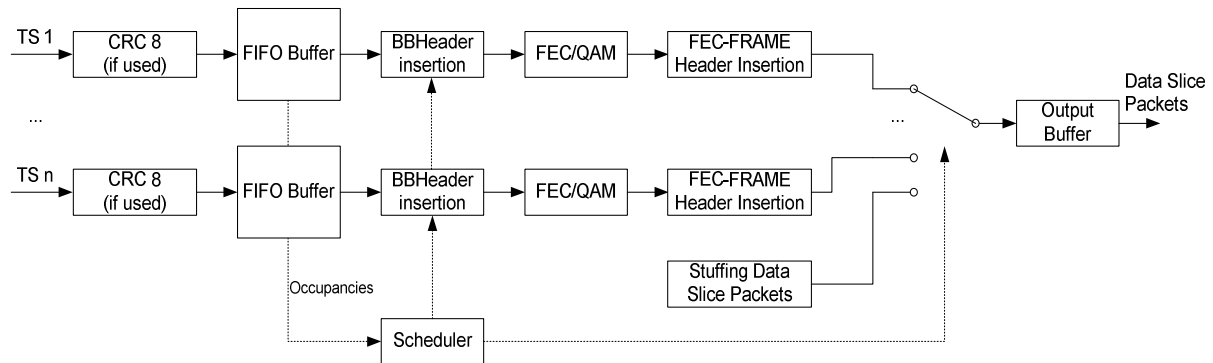 TS 1
CRC 8
(if used)
FIFO Buffer
BBHeader
insertion
FEC/QAM
FEC-FRAME
Header Insertion
...
...
Output
Buffer
Data Slice
Packets
TS n
CRC 8
(if used)
FIFO Buffer
BBHeader
insertion
FEC/QAM
FEC-FRAME
Header Insertion
Stuffing Data
Slice Packets
Occupancies
Scheduler